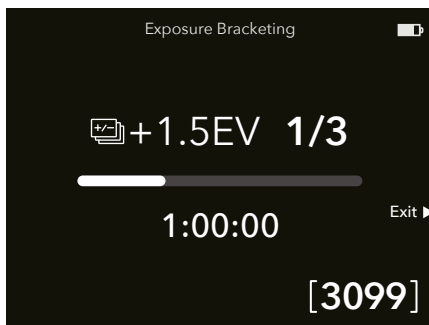 Exposure Bracketing
+/- +1.5EV 1/3
1:00:00
Exit ▶
[3099]